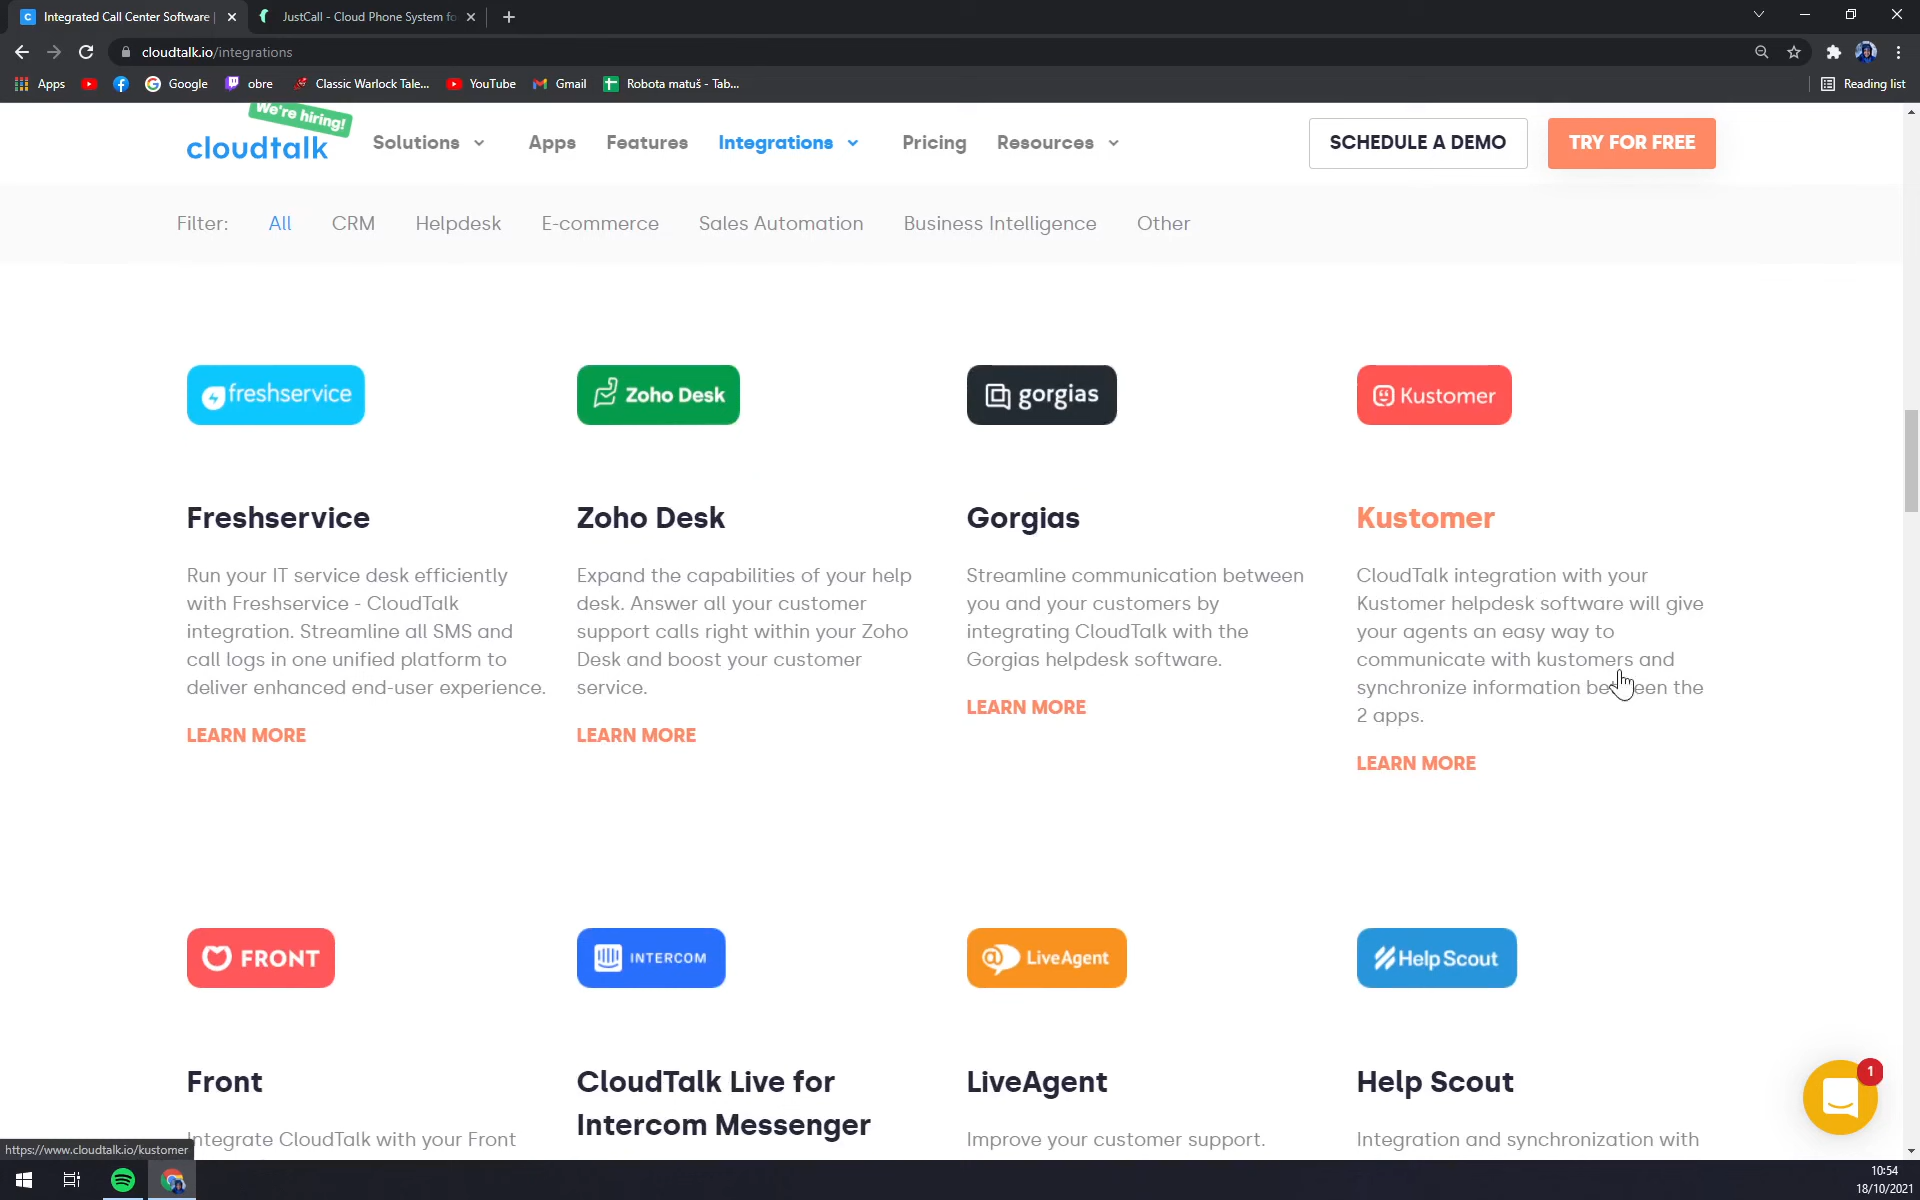 Integrated Call Center Software |
JustCall - Cloud Phone System fo
cloudtalk.io/integrations
Apps
Google
obre
Classic Warlock Tale...
YouTube
Gmail
Robota matuš - Tab...
Reading list
We're hiring!
cloudtalk
Solutions
Apps
Features
Integrations
Pricing
Resources
SCHEDULE A DEMO
TRY FOR FREE
Filter:
All
CRM
Helpdesk
E-commerce
Sales Automation
Business Intelligence
Other
freshservice
Zoho Desk
gorgias
Kustomer
Freshservice
Run your IT service desk efficiently
with Freshservice - CloudTalk
integration. Streamline all SMS and
call logs in one unified platform to
deliver enhanced end-user experience.
LEARN MORE
Zoho Desk
Expand the capabilities of your help
desk. Answer all your customer
support calls right within your Zoho
Desk and boost your customer
service.
LEARN MORE
Gorgias
Streamline communication between
you and your customers by
integrating CloudTalk with the
Gorgias helpdesk software.
LEARN MORE
Kustomer
CloudTalk integration with your
Kustomer helpdesk software will give
your agents an easy way to
communicate with kustomers and
synchronize information between the
2 apps.
LEARN MORE
FRONT
INTERCOM
LiveAgent
Help Scout
Front
Integrate CloudTalk with your Front
CloudTalk Live for
Intercom Messenger
LiveAgent
Improve your customer support.
Help Scout
Integration and synchronization with
1
https://www.cloudtalk.io/kustomer
10:54
18/10/2021